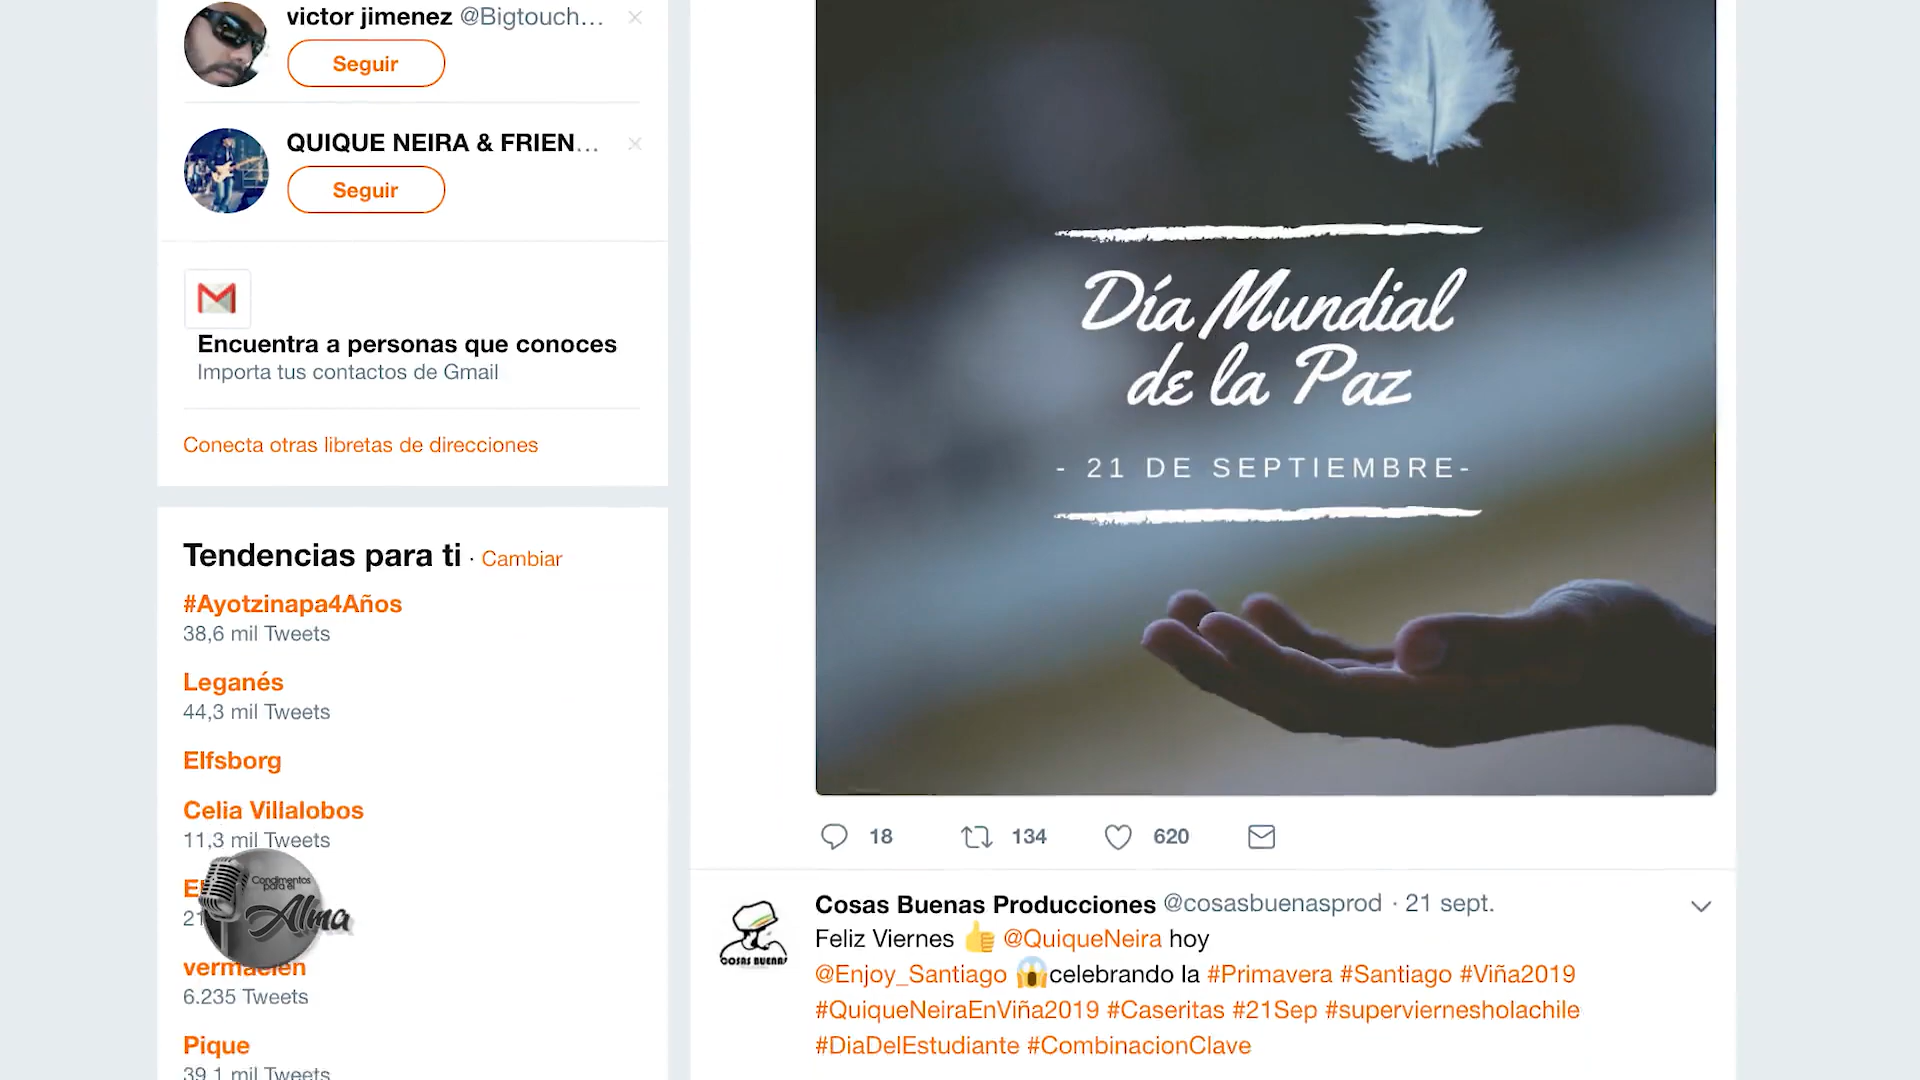 victor jimenez @Bigtouch...
Seguir
QUIQUE NEIRA & FRIEN...
Seguir
Encuentra a personas que conoces
Importa tus contactos de Gmail
Conecta otras libretas de direcciones
Tendencias para ti · Cambiar
#Ayotzinapa4Años
38,6 mil Tweets
Leganés
44,3 mil Tweets
Elfsborg
Celia Villalobos
11,3 mil Tweets
Condimentos
para el
Alma
vermaelen
6.235 Tweets
Pique
39,1 mil Tweets
Día Mundial
de la Paz
- 21 DE SEPTIEMBRE-
18 134 620
Cosas Buenas Producciones @cosasbuenasprod · 21 sept.
COSAS BUENAS
Feliz Viernes 👍 @QuiqueNeira hoy
@Enjoy_Santiago 😱celebrando la #Primavera #Santiago #Viña2019
#QuiqueNeiraEnViña2019 #Caseritas #21Sep #superviernesholachile
#DiaDelEstudiante #CombinacionClave